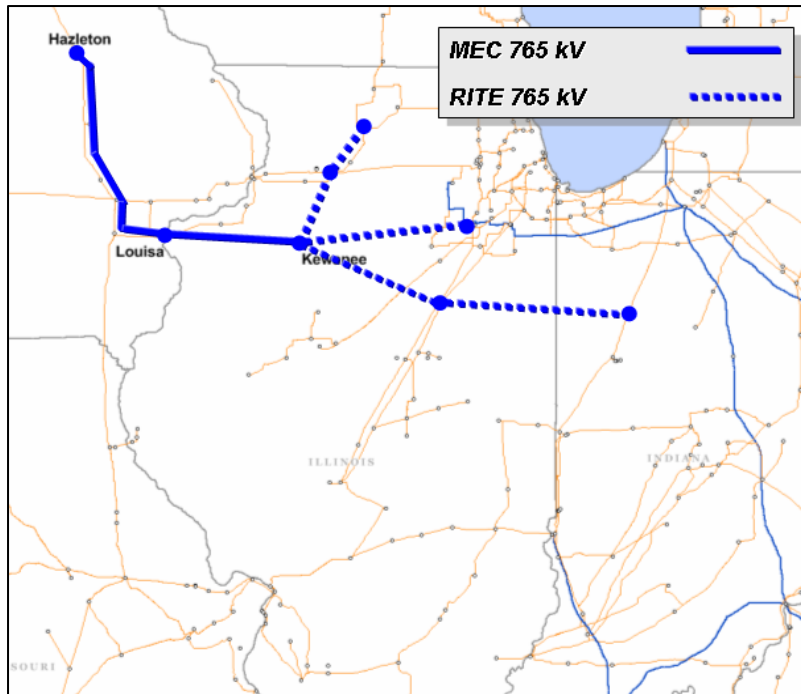 Hazleton
MEC 765 kV
RITE 765 kV
Louisa
Kewanee
ILLINOIS
INDIANA
SOURI